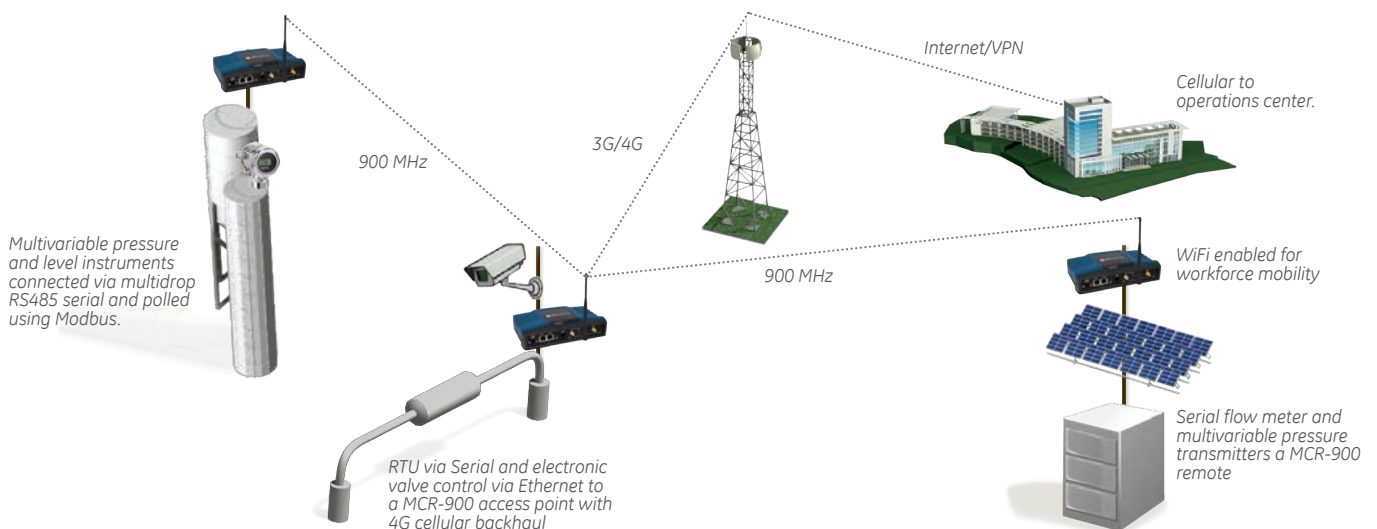 Internet/VPN
Cellular to
operations center.
3G/4G
900 MHz
Multivariable pressure
and level instruments
connected via multidrop
RS485 serial and polled
using Modbus.
900 MHz
WiFi enabled for
workforce mobility
Serial flow meter and
multivariable pressure
transmitters a MCR-900
remote
RTU via Serial and electronic
valve control via Ethernet to
a MCR-900 access point with
4G cellular backhaul